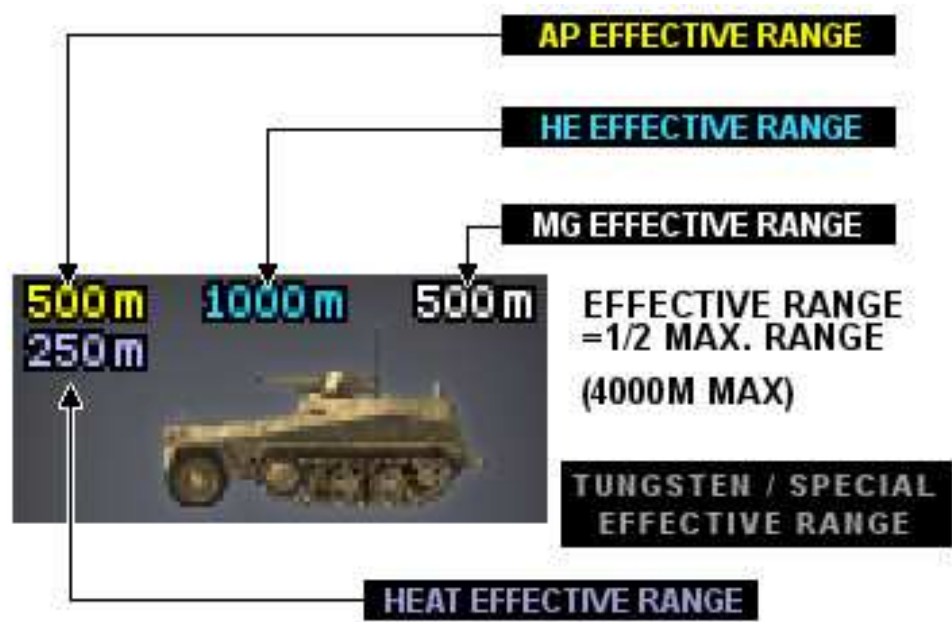 AP EFFECTIVE RANGE
HE EFFECTIVE RANGE
MG EFFECTIVE RANGE
500 m 1000 m 500 m
250 m
EFFECTIVE RANGE
=1/2 MAX. RANGE
(4000M MAX)
TUNGSTEN / SPECIAL
EFFECTIVE RANGE
HEAT EFFECTIVE RANGE